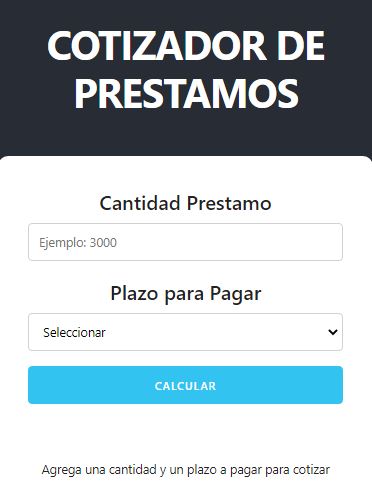 COTIZADOR DE
PRESTAMOS
Cantidad Prestamo
Ejemplo: 3000
Plazo para Pagar
Seleccionar
CALCULAR
Agrega una cantidad y un plazo a pagar para cotizar